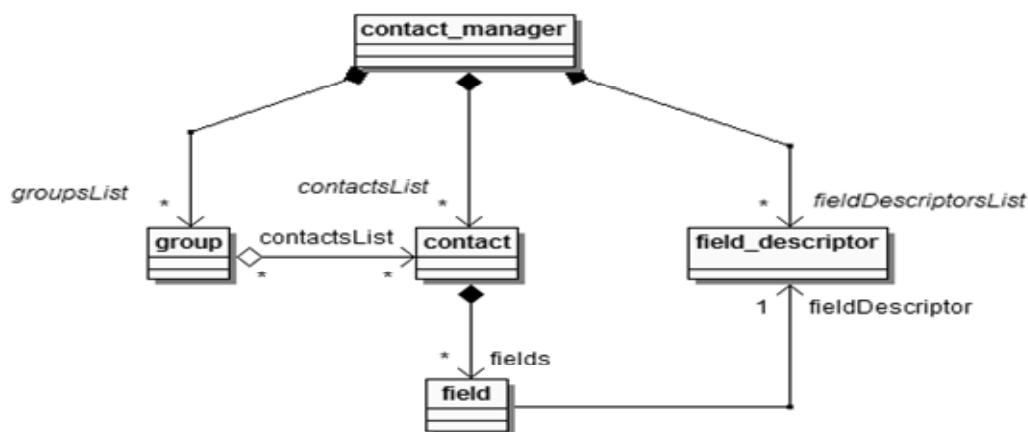 contact_manager
groupsList
*
contactsList
*
*
fieldDescriptorsList
group
contactsList
*
*
contact
field_descriptor
1
fieldDescriptor
*
fields
field